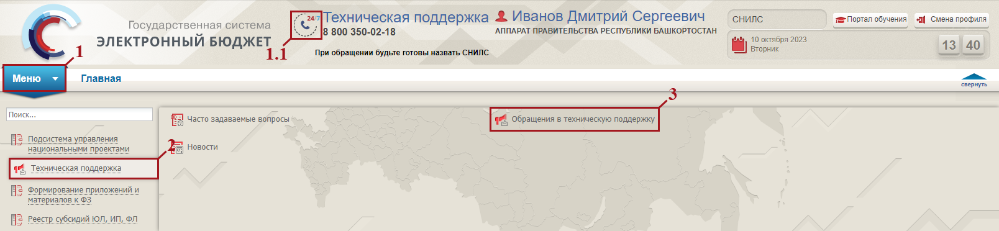 Государственная система
ЭЛЕКТРОННЫЙ БЮДЖЕТ
24/7
Техническая поддержка
8 800 350-02-18
При обращении будьте готовы назвать СНИЛС
1.1
Иванов Дмитрий Сергеевич
АППАРАТ ПРАВИТЕЛЬСТВА РЕСПУБЛИКИ БАШКОРТОСТАН
СНИЛС
Портал обучения
Смена профиля
10 октября 2023
Вторник
13 40
1
Меню
Главная
свернуть
Поиск...
Подсистема управления
национальными проектами
2
Техническая поддержка
Формирование приложений и
материалов к ФЗ
Реестр субсидий ЮЛ, ИП, ФЛ
Часто задаваемые вопросы
Новости
3
Обращения в техническую поддержку